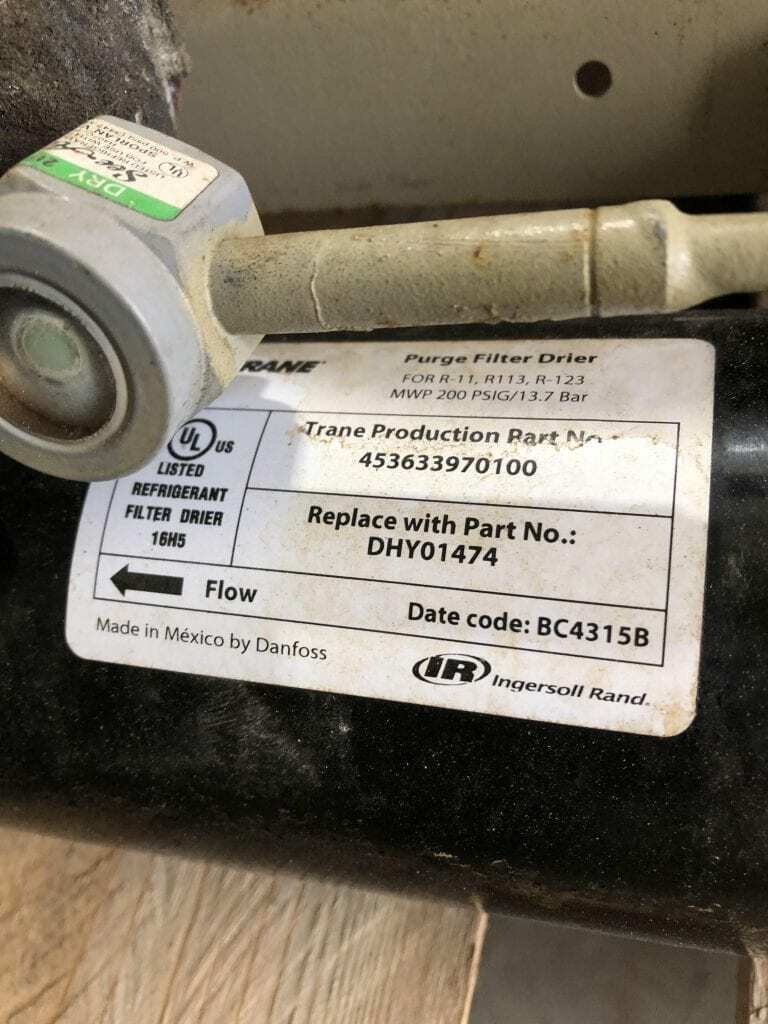 DRY
SPORLAN V
RANE
Purge Filter Drier
FOR R-11, R113, R-123
MWP 200 PSIG/13.7 Bar
UL US
LISTED
REFRIGERANT
FILTER DRIER
16H5
Trane Production Part No.:
453633970100
Replace with Part No.:
DHY01474
Flow
Date code: BC4315B
Made in México by Danfoss
IR Ingersoll Rand.